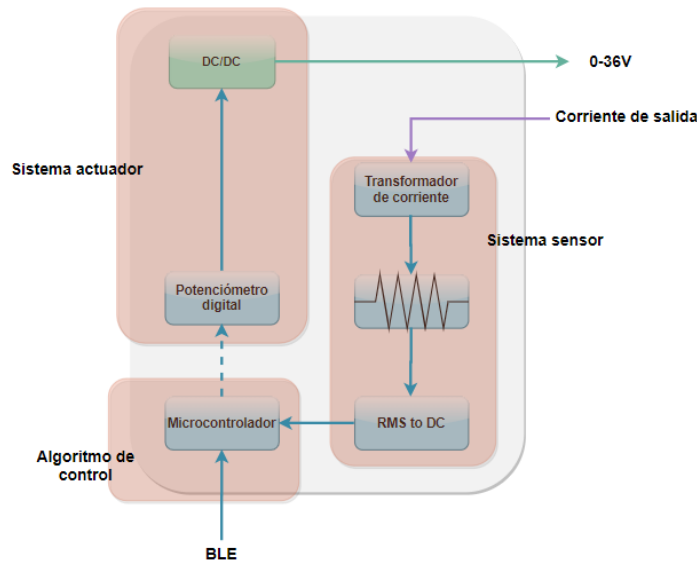 DC/DC
0-36V
Corriente de salida
Sistema actuador
Transformador
de corriente
Sistema sensor
Potenciómetro
digital
Microcontrolador
RMS to DC
Algoritmo de
control
BLE